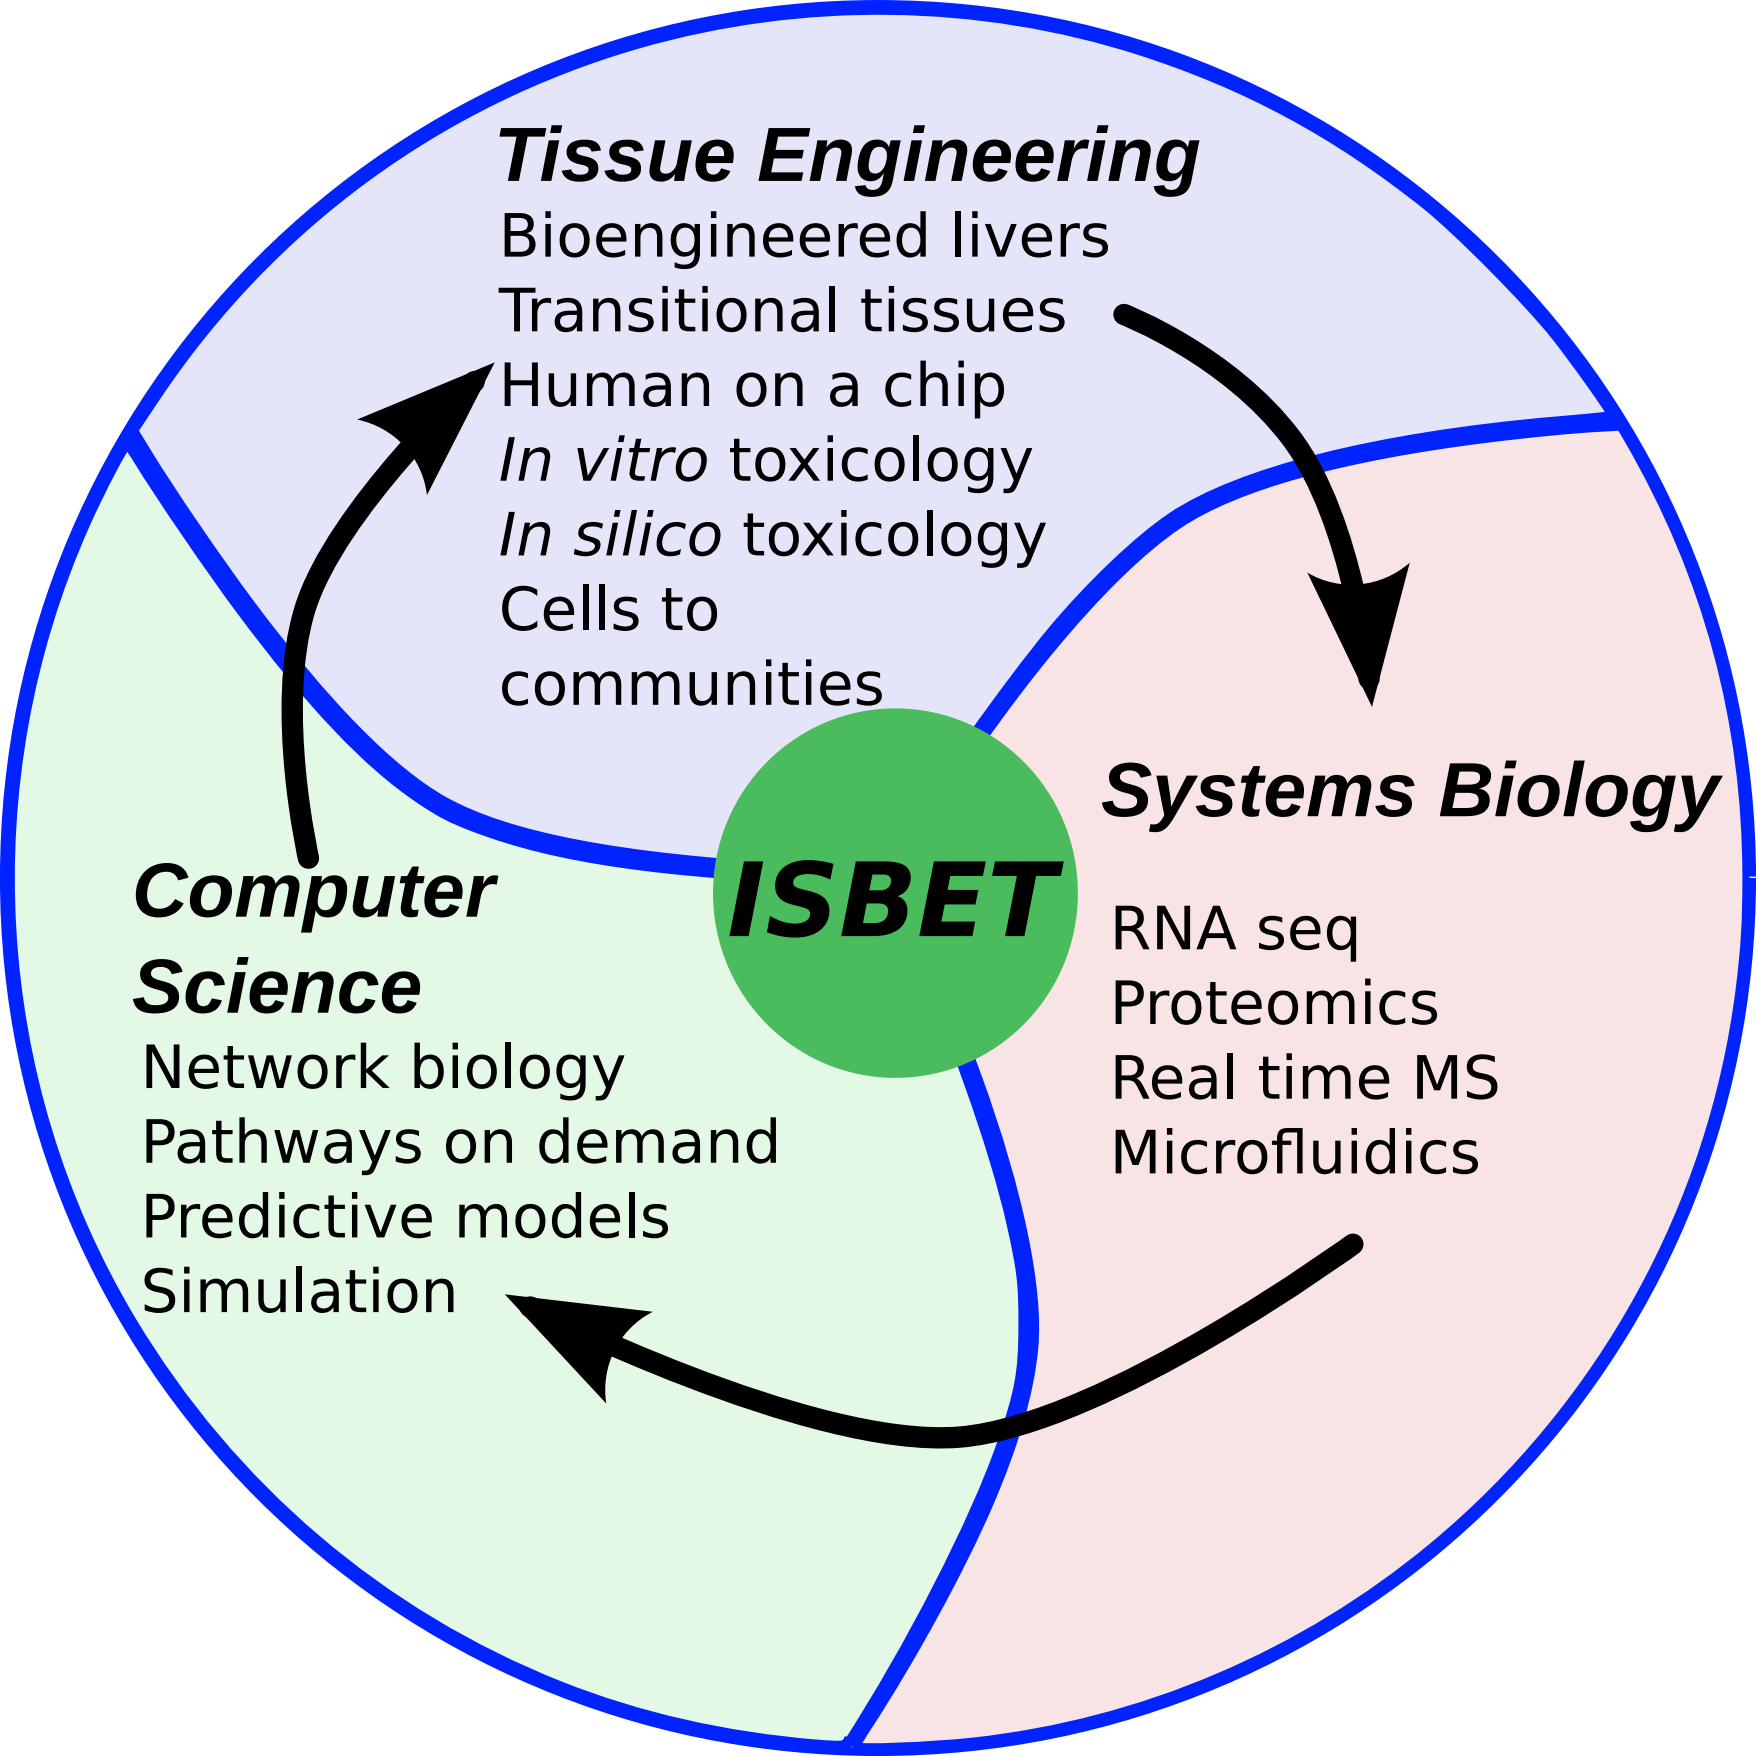 Tissue Engineering
Bioengineered livers
Transitional tissues
Human on a chip
In vitro toxicology
In silico toxicology
Cells to
communities
Systems Biology
RNA seq
Proteomics
Real time MS
Microfluidics
Computer
Science
Network biology
Pathways on demand
Predictive models
Simulation
ISBET